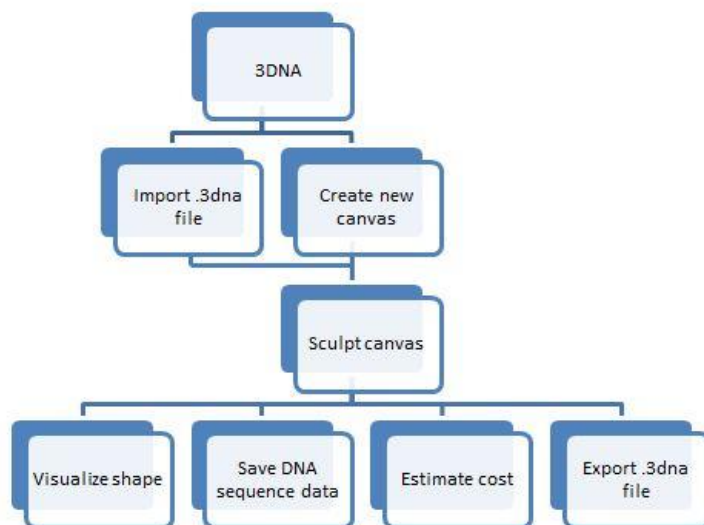 3DNA
Import .3dna
file
Create new
canvas
Sculpt canvas
Visualize shape
Save DNA
sequence data
Estimate cost
Export .3dna
file